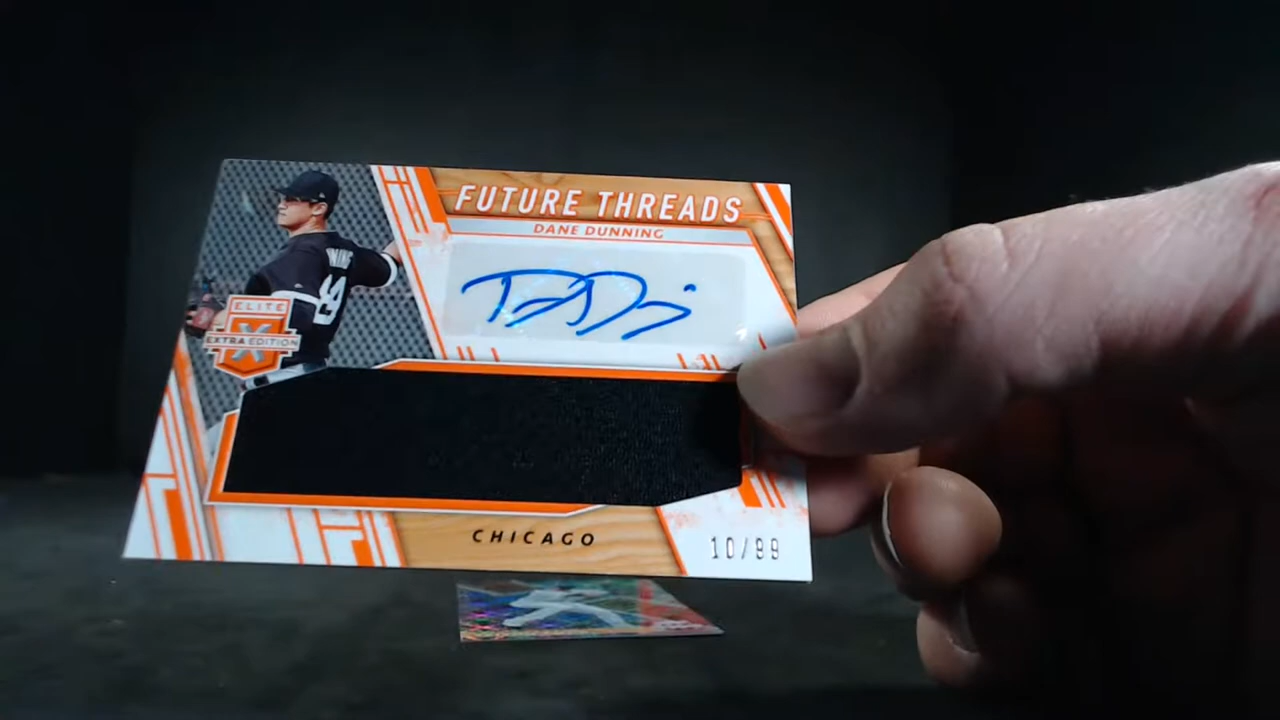 FUTURE THREADS
DANE DUNNING
ELITE
EXTRA EDITION
X
CHICAGO
10/99